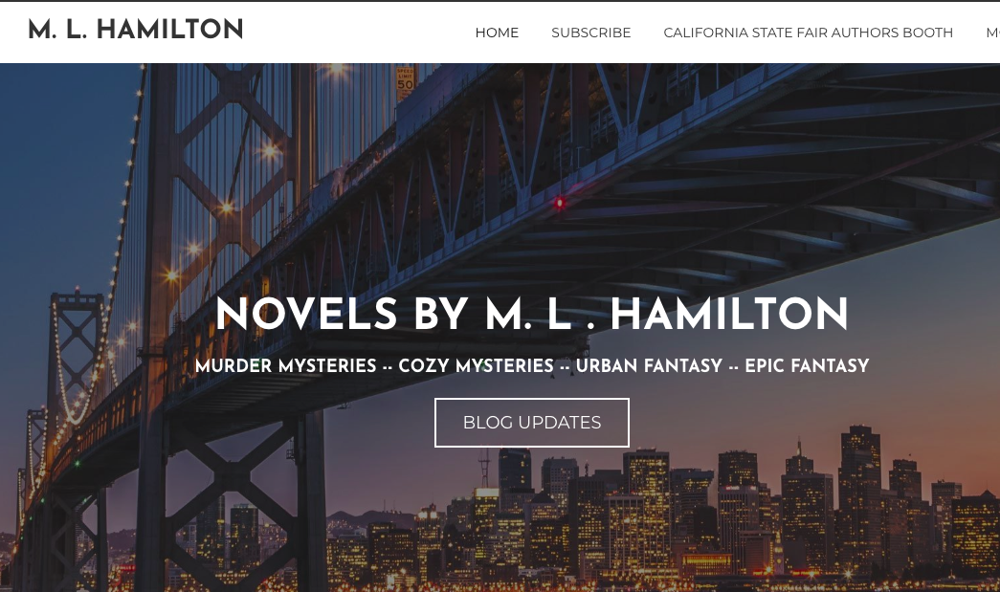 M. L. HAMILTON
HOME SUBSCRIBE CALIFORNIA STATE FAIR AUTHORS BOOTH
SPEED
LIMIT
50
NOVELS BY M. L . HAMILTON
MURDER MYSTERIES -- COZY MYSTERIES -- URBAN FANTASY -- EPIC FANTASY
BLOG UPDATES